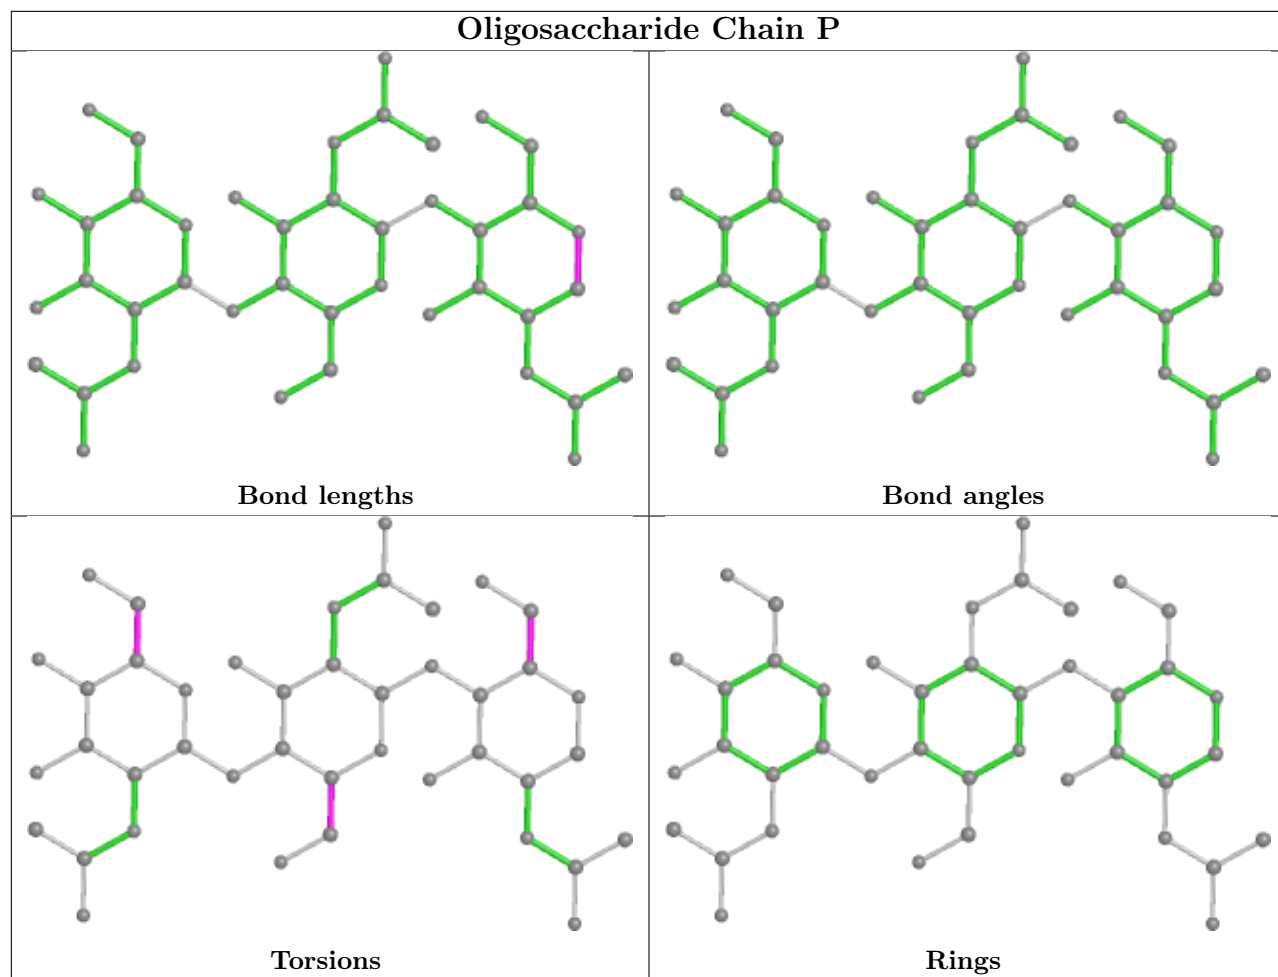 Oligosaccharide Chain P
Bond lengths
Bond angles
Torsions
Rings